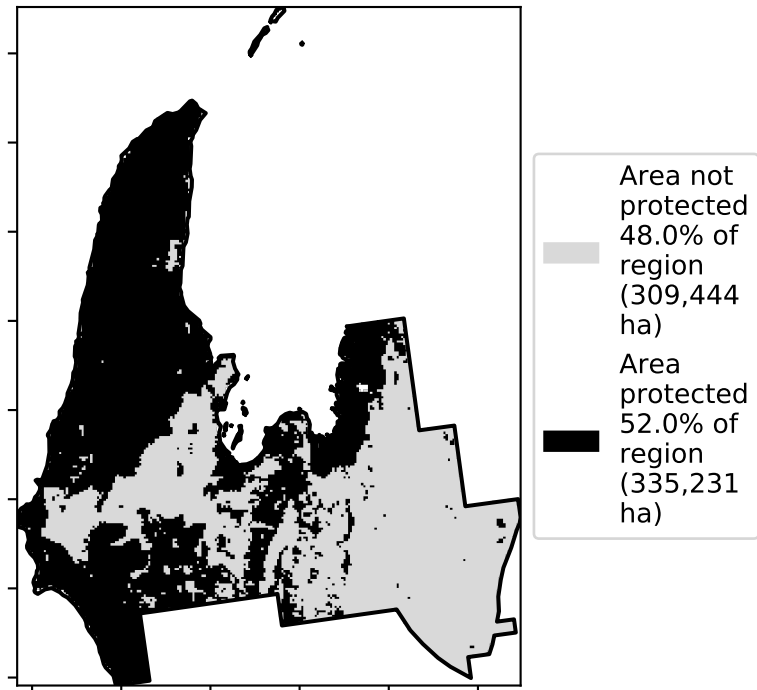 Area not
protected
48.0% of
region
(309,444
ha)
Area
protected
52.0% of
region
(335,231
ha)